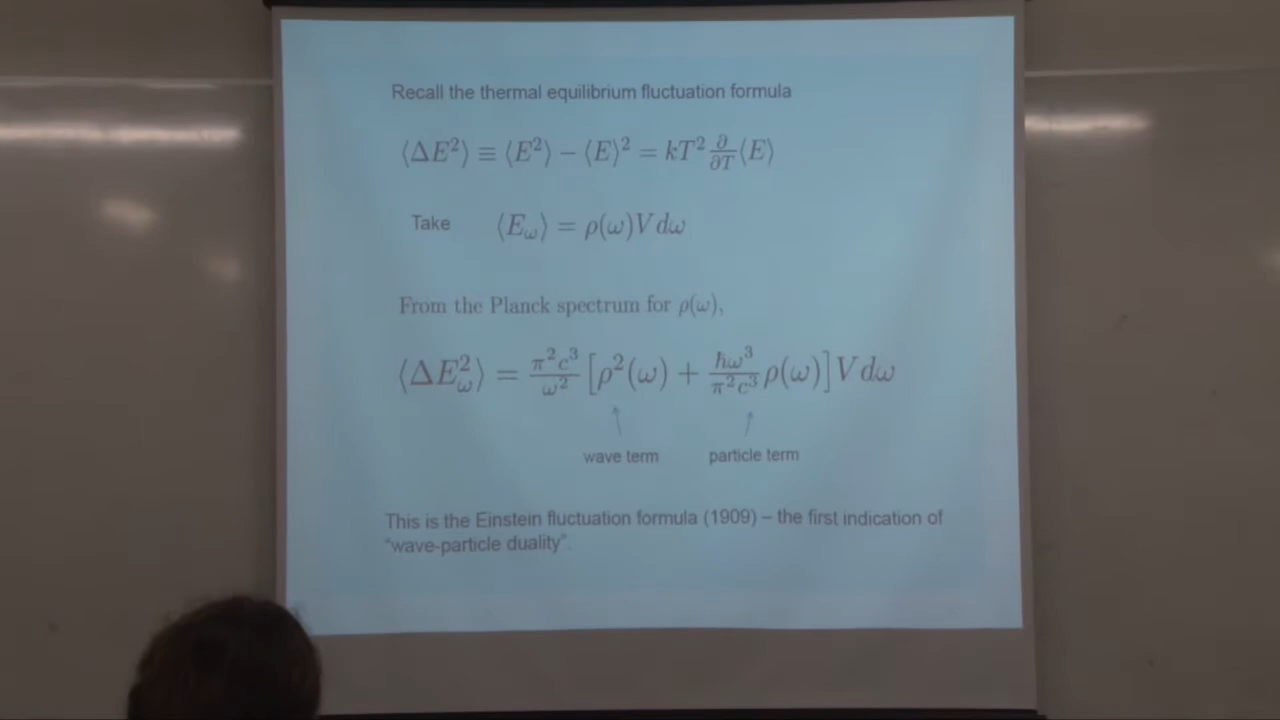 Recall the thermal equilibrium fluctuation formula
⟨ΔE²⟩ ≡ ⟨E²⟩ − ⟨E⟩² = kT² ∂/∂T ⟨E⟩
Take ⟨E_ω⟩ = ρ(ω)V dω
From the Planck spectrum for ρ(ω),
⟨ΔE_ω²⟩ = π²c³/ω² [ρ²(ω) + ħω³/π²c³ ρ(ω)] V dω
wave term particle term
This is the Einstein fluctuation formula (1909) – the first indication of
“wave-particle duality”.